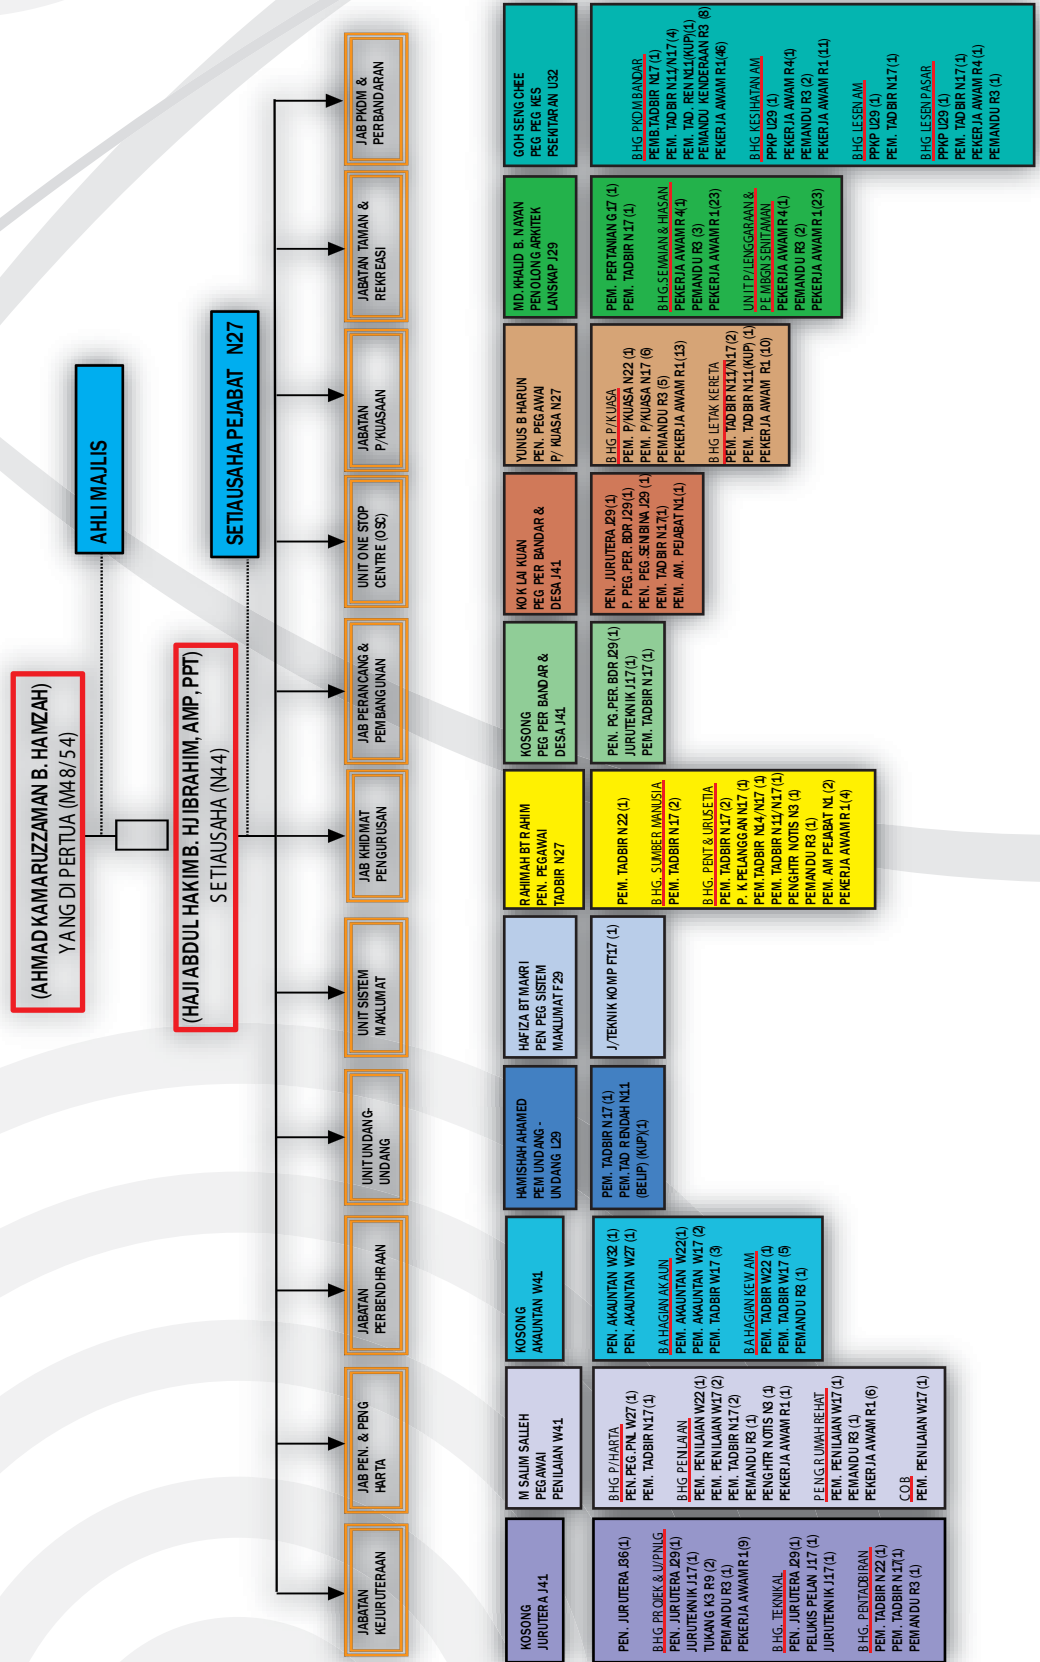 (AHMAD KAMARUZZAMAN B. HAMZAH)
YANG DI PERTUA (M48/54)
AHLI MAJLIS
(HAJI ABDUL HAKIM B. HJ IBRAHIM, AMP, PPT)
SETIAUSAHA (N44)
SETIAUSAHA PEJABAT N27
JABATAN
KEJURUTERAAN
JAB PEN. & PENG
HARTA
JABATAN
PERBENDHRAAN
UNIT UNDANG-
UNDANG
UNIT SISTEM
MAKLUMAT
JAB KHIDMAT
PENGURUSAN
JAB PERANCANG &
PEMBANGUNAN
UNIT ONE STOP
CENTRE (OSC)
JABATAN
P/KUASAAN
JABATAN TAMAN &
REKREASI
JAB PKDM &
PERBANDARAN
KOSONG
JURUTERA J41
PEN. JURUTERA J36(1)
BHG PROJEK & U/PNLG
PEN. JURUTERA J29(1)
JURUTEKNIK J17(1)
TUKANG K3 R9 (2)
PEMANDU R3 (1)
PEKERJA AWAM R1(9)
BHG. TEKNIKAL
PEN. JURUTERA J29(1)
PELUKIS PELAN J17 (1)
JURUTEKNIK J17(1)
BHG. PENTADBIRAN
PEM. TADBIR N22 (1)
PEM. TADBIR N17(1)
PEMANDU R3 (1)
M SALIM SALLEH
PEGAWAI
PENILAIAN W41
BHG P/HARTA
PEN. PEG.PNL W27(1)
PEM. TADBIR N17(1)
BHG PENILAIAN
PEM. PENILAIAN W22 (1)
PEM. PENILAIAN W17 (2)
PEM. TADBIR N17(2)
PEMANDU R3 (1)
PENGHTR NOTIS N3 (1)
PEKERJA AWAM R1 (1)
PENG RUMAH REHAT
PEM. PENILAIAN W17(1)
PEMANDU R3 (1)
PEKERJA AWAM R1 (6)
COB
PEM. PENILAIAN W17 (1)
KOSONG
AKAUNTAN W41
PEN. AKAUNTAN W32 (1)
PEN. AKAUNTAN W27 (1)
BAHAGIAN AKAUN
PEM. AKAUNTAN W22(1)
PEM. AKAUNTAN W17 (2)
PEM. TADBIR W17 (3)
BAHAGIAN KEW AM
PEM. TADBIR W22 (1)
PEM. TADBIR W17 (5)
PEMANDU R3 (1)
HAMISHAH AHAMED
PEM UNDANG -
UNDANG L29
PEM. TADBIR N17 (1)
PEM.TAD RENDAH N11
(BELIP) (KUP)(1)
HAFIZA BT MAKRI
PEN PEG SISTEM
MAKLUMAT F29
J/TEKNIK KOMP FT17 (1)
RAHIMAH BT RAHIM
PEN. PEGAWAI
TADBIR N27
PEM. TADBIR N22 (1)
BHG. SUMBER MANUSIA
PEM. TADBIR N17 (2)
BHG. PENT & URUSETIA
PEM. TADBIR N17 (2)
P. K PELANGGAN N17 (1)
PEM.TADBIR N14/N17 (1)
PEM. TADBIR N11/N17(1)
PENGHTR NOTIS N3 (1)
PEMANDU R3 (1)
PEM. AM PEJABAT N1 (2)
PEKERJA AWAM R1(4)
KOSONG
PEG PER BANDAR &
DESA J41
PEN. PG.PER. BDR J29(1)
JURUTEKNIK J17(1)
PEM. TADBIR N17(1)
KOK LAI KUAN
PEG PER BANDAR &
DESA J41
PEN. JURUTERA J29(1)
P. PEG.PER. BDR J29(1)
PEN. PEG.SENIBINA J29 (1)
PEM. TADBIR N17(1)
PEM. AM. PEJABAT N1(1)
YUNUS B HARUN
PEN. PEGAWAI
P/ KUASA N27
BHG P/KUASA
PEM. P/KUASA N22 (1)
PEM. P/KUASA N17 (6)
PEMANDU R3 (5)
PEKERJA AWAM R1(13)
BHG LETAK KERETA
PEM. TADBIR N11/N17(2)
PEM. TADBIR N11(KUP) (1)
PEKERJA AWAM R1 (10)
MD.KHALID B. NAYAN
PENOLONG ARKITEK
LANSKAP J29
PEM. PERTANIAN G17 (1)
PEM. TADBIR N17 (1)
BHG.SEMAIAN & HIASAN
PEKERJA AWAM R4(1)
PEMANDU R3 (3)
PEKERJA AWAM R1(23)
UNIT P/LENGGARAAN &
PEMBGN SENITAMAN
PEKERJA AWAM R4(1)
PEMANDU R3 (2)
PEKERJA AWAM R1(23)
GOH SENG CHEE
PEG PEG KES
PSEKITARAN U32
BHG PKDM BANDAR
PEMB.TADBIR N17 (1)
PEM. TADBIR N11/N17(4)
PEM. TAD. REN N11(KUP)(1)
PEMANDU KENDERAAN R3 (8)
PEKERJA AWAM R1(46)
BHG KESIHATAN AM
PPKP U29 (1)
PEKERJA AWAM R4(1)
PEMANDU R3 (2)
PEKERJA AWAM R1 (11)
BHG LESEN AM
PPKP U29 (1)
PEM. TADBIR N17(1)
BHG LESEN PASAR
PPKP U29 (1)
PEM. TADBIR N17(1)
PEKERJA AWAM R4 (1)
PEMANDU R3 (1)